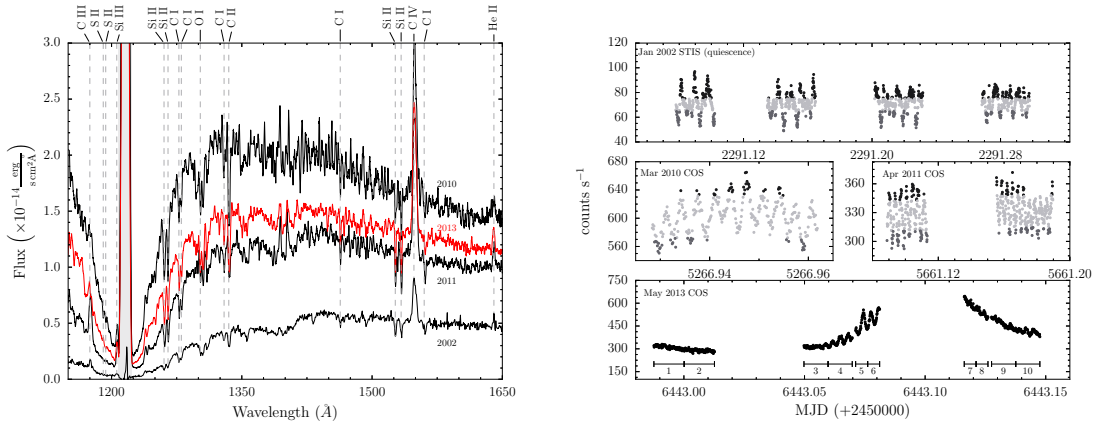 C III
S II
S II
Si III
Si II
Si II
C I
C I
O I
C I
C II
C I
Si II
Si II
C IV
C I
He II
3.0
2.5
2.0
1.5
1.0
0.5
0.0
Flux (×10⁻¹⁴ erg / s cm² Å)
2010
2013
2011
2002
1200
1350
1500
1650
Wavelength (Å)
120
100
80
60
40
Jan 2002 STIS (quiescence)
2291.12
2291.20
2291.28
counts s⁻¹
680
640
600
560
Mar 2010 COS
5266.94
5266.96
360
330
300
Apr 2011 COS
5661.12
5661.20
750
600
450
300
150
May 2013 COS
1
2
3
4
5
6
7
8
9
10
6443.00
6443.05
6443.10
6443.15
MJD (+2450000)